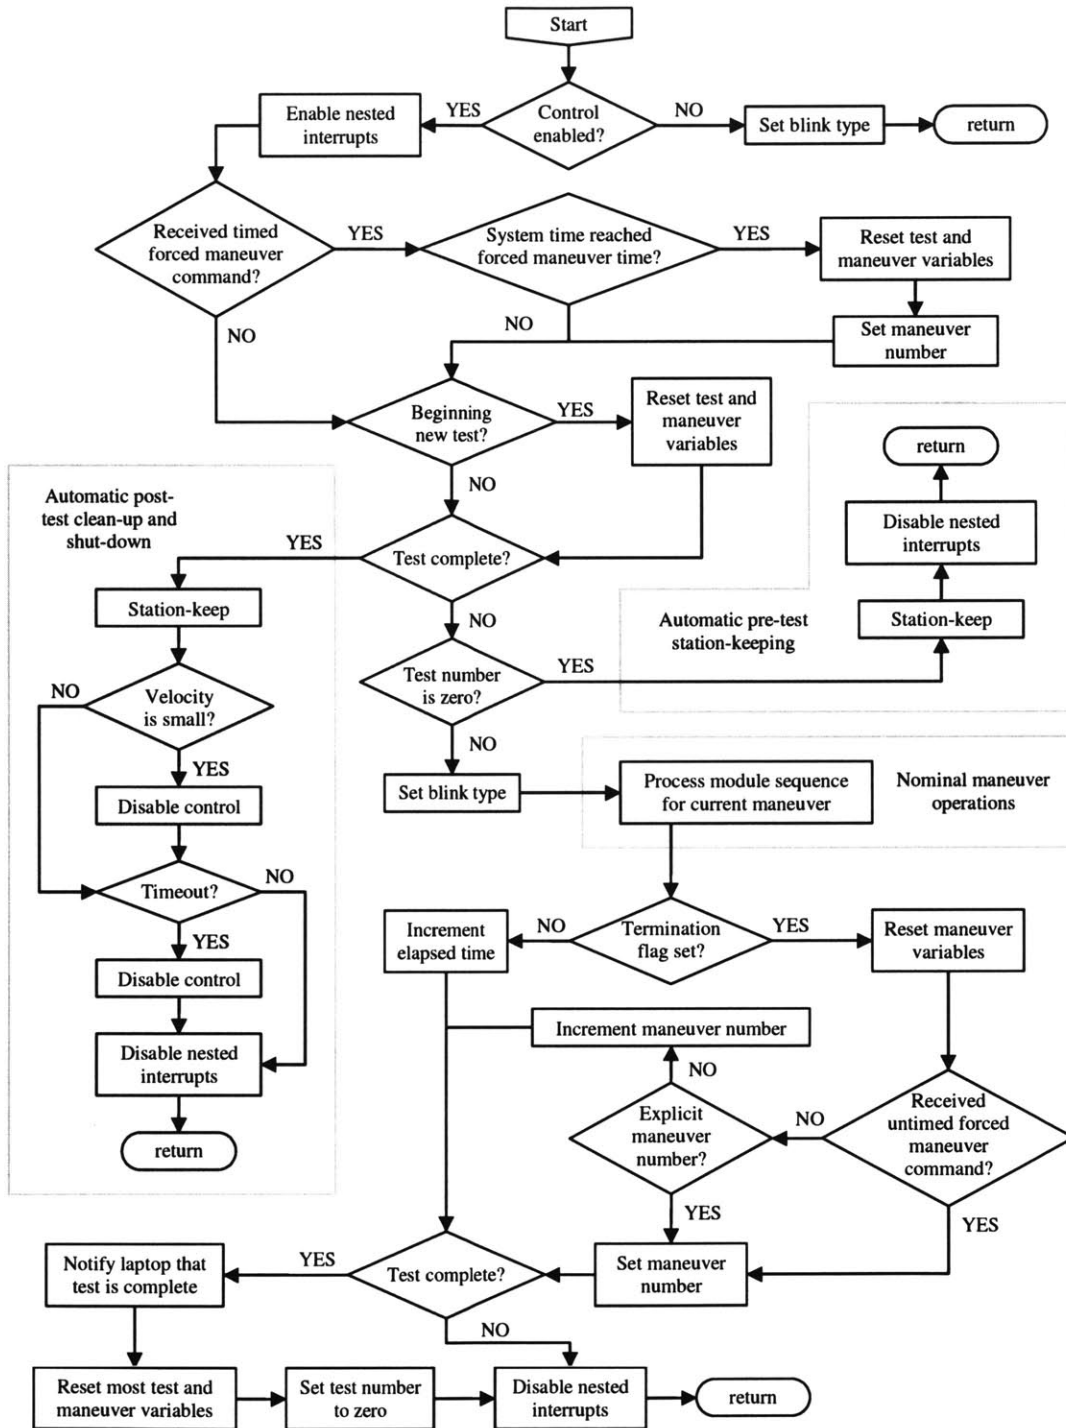 Start
Control
enabled?
YES
NO
Enable nested
interrupts
Set blink type
return
Received timed
forced maneuver
command?
YES
System time reached
forced maneuver time?
YES
Reset test and
maneuver variables
NO
NO
Set maneuver
number
Beginning
new test?
YES
Reset test and
maneuver
variables
return
NO
Automatic post-
test clean-up and
shut-down
Disable nested
interrupts
YES
Test complete?
Station-keep
NO
Automatic pre-test
station-keeping
Station-keep
Test number
is zero?
YES
NO
Velocity
is small?
NO
YES
Set blink type
Process module sequence
for current maneuver
Nominal maneuver
operations
Disable control
Timeout?
NO
YES
Increment
elapsed time
NO
Termination
flag set?
YES
Reset maneuver
variables
Disable control
Increment maneuver number
Disable nested
interrupts
NO
return
Explicit
maneuver
number?
NO
Received
untimed forced
maneuver
command?
YES
YES
Notify laptop that
test is complete
YES
Test complete?
Set maneuver
number
NO
Reset most test and
maneuver variables
Set test number
to zero
Disable nested
interrupts
return